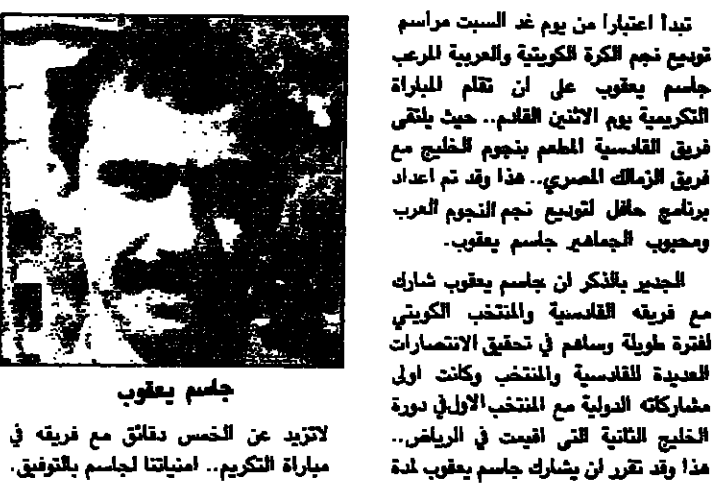 تبدأ اعتبارا من يوم غد السبت مراسم
توديع نجم الكرة الكويتية والعربية المرعب
جاسم يعقوب على ان تقام المباراة
التكريمية يوم الاثنين القادم.. حيث يلتقى
فريق القادسية المطعم بنجوم الخليج مع
فريق الزمالك المصري.. هذا وقد تم اعداد
برنامج حافل لتوديع نجم النجوم العرب
ومحبوب الجماهير جاسم يعقوب.
الجدير بالذكر ان جاسم يعقوب شارك
مع فريقه القادسية والمنتخب الكويتي
لفترة طويلة وساهم في تحقيق الانتصارات
العديدة للقادسية والمنتخب وكانت اولى
مشاركاته الدولية مع المنتخب الاول في دورة
الخليج الثانية التى اقيمت في الرياض..
هذا وقد تقرر ان يشارك جاسم يعقوب لمدة
جاسم يعقوب
لاتزيد عن الخمس دقائق مع فريقه في
مباراة التكريم.. امنياتنا لجاسم بالتوفيق.